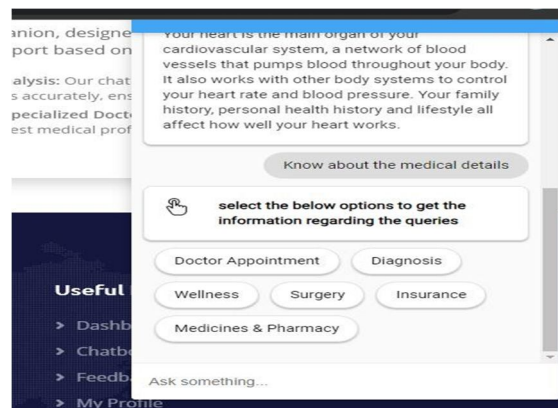 anion, designe
port based on
alysis: Our chat
s accurately, ens
pecialized Doct
est medical prof
Your heart is the main organ of your
cardiovascular system, a network of blood
vessels that pumps blood throughout your body.
It also works with other body systems to control
your heart rate and blood pressure. Your family
history, personal health history and lifestyle all
affect how well your heart works.
Know about the medical details
select the below options to get the
information regarding the queries
Doctor Appointment Diagnosis
Wellness Surgery Insurance
Medicines & Pharmacy
Ask something...
Useful
> Dashb
> Chatb
> Feedb
> My Profile